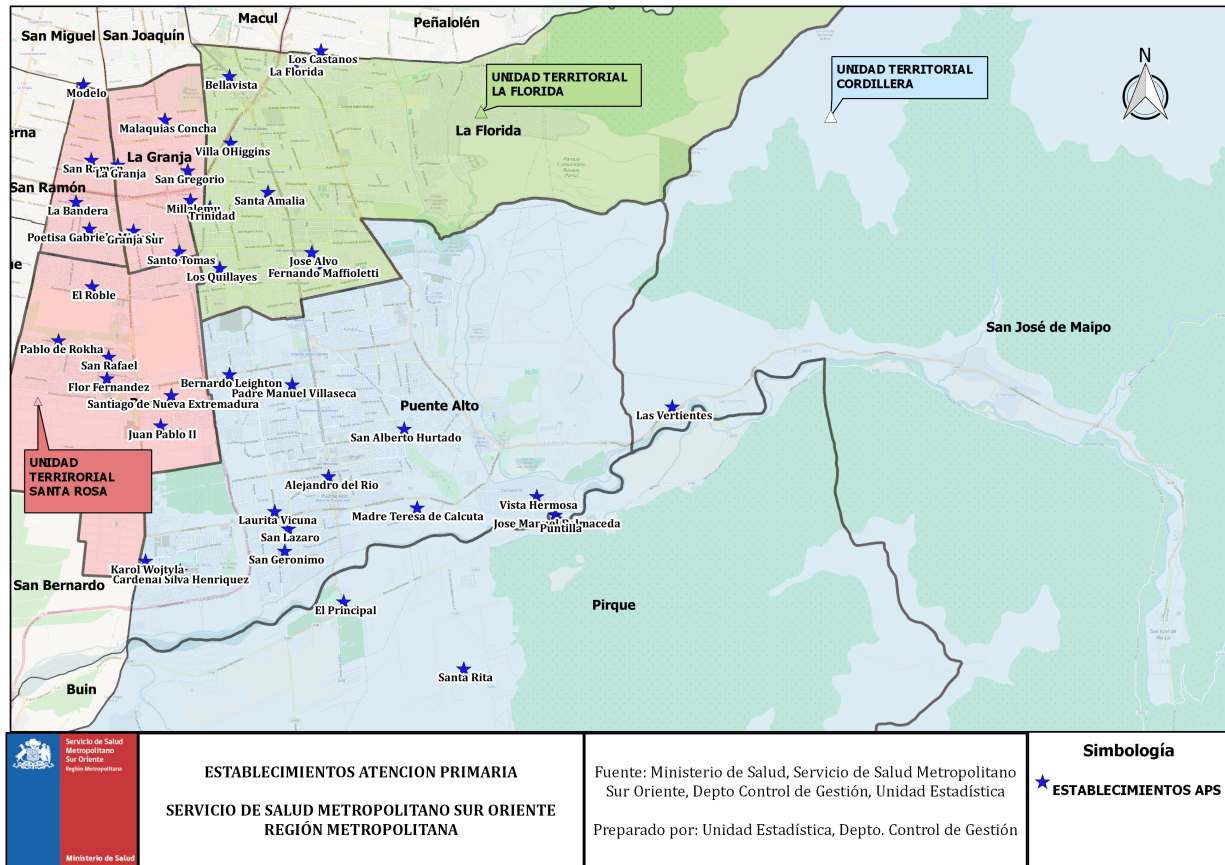 Macul
Peñalolén
San Miguel
San Joaquín
Los Castanos
La Florida
Bellavista
UNIDAD TERRITORIAL
LA FLORIDA
UNIDAD TERRITORIAL
CORDILLERA
N
Modelo
Malaquias Concha
La Florida
erna
Villa OHiggins
La Granja
San Ramon
La Granja
San Gregorio
San Ramón
Santa Amalia
La Bandera
Millalemu
Trinidad
Poetisa Gabriela
Granja Sur
Santo Tomas
Jose Alvo
ue
Los Quillayes
Fernando Maffioletti
El Roble
San José de Maipo
Pablo de Rokha
San Rafael
Flor Fernandez
Bernardo Leighton
Padre Manuel Villaseca
Santiago de Nueva Extremadura
Puente Alto
Las Vertientes
Juan Pablo II
San Alberto Hurtado
UNIDAD
TERRIRORIAL
SANTA ROSA
Alejandro del Rio
Vista Hermosa
Laurita Vicuna
Madre Teresa de Calcuta
Jose Manuel Balmaceda
Puntilla
San Lazaro
San Geronimo
Karol Wojtyla
Cardenal Silva Henriquez
San Bernardo
El Principal
Pirque
Santa Rita
Buin
Servicio de Salud
Metropolitano
Sur Oriente
Región Metropolitana
Ministerio de Salud
ESTABLECIMIENTOS ATENCION PRIMARIA
SERVICIO DE SALUD METROPOLITANO SUR ORIENTE
REGIÓN METROPOLITANA
Fuente: Ministerio de Salud, Servicio de Salud Metropolitano
Sur Oriente, Depto Control de Gestión, Unidad Estadística
Preparado por: Unidad Estadística, Depto. Control de Gestión
Simbología
ESTABLECIMIENTOS APS